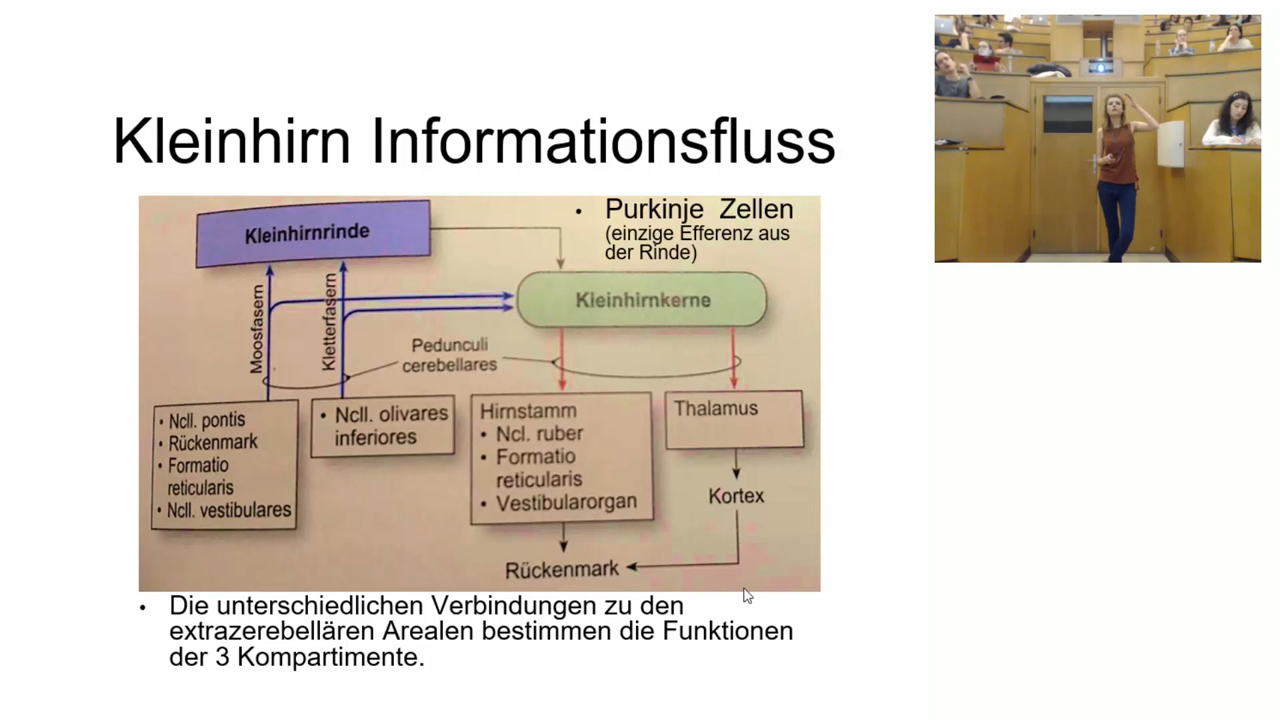 Kleinhirn Informationsfluss
• Purkinje Zellen
(einzige Efferenz aus
der Rinde)
Kleinhirnrinde
Kleinhirnkerne
Moosfasern
Kletterfasern
Pedunculi
cerebellares
• Ncll. pontis
• Rückenmark
• Formatio
reticularis
• Ncll. vestibulares
• Ncll. olivares
inferiores
Hirnstamm
• Ncl. ruber
• Formatio
reticularis
• Vestibularorgan
Thalamus
Kortex
Rückenmark
• Die unterschiedlichen Verbindungen zu den
extrazerebellären Arealen bestimmen die Funktionen
der 3 Kompartimente.